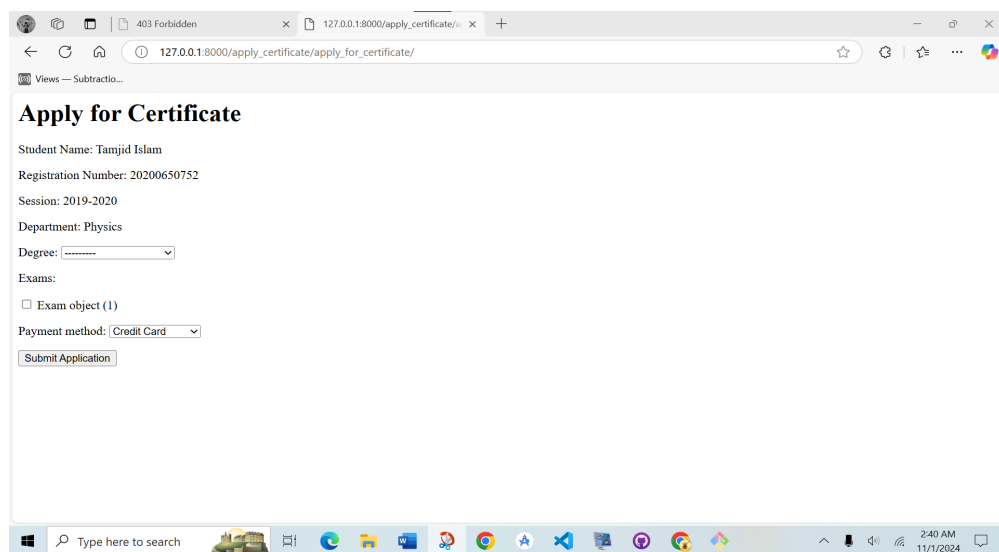 403 Forbidden
127.0.0.1:8000/apply_certificate/
127.0.0.1:8000/apply_certificate/apply_for_certificate/
Views — Subtractio...
Apply for Certificate
Student Name: Tamjid Islam
Registration Number: 20200650752
Session: 2019-2020
Department: Physics
Degree: ---------
Exams:
Exam object (1)
Payment method: Credit Card
Submit Application
Type here to search
2:40 AM
11/1/2024